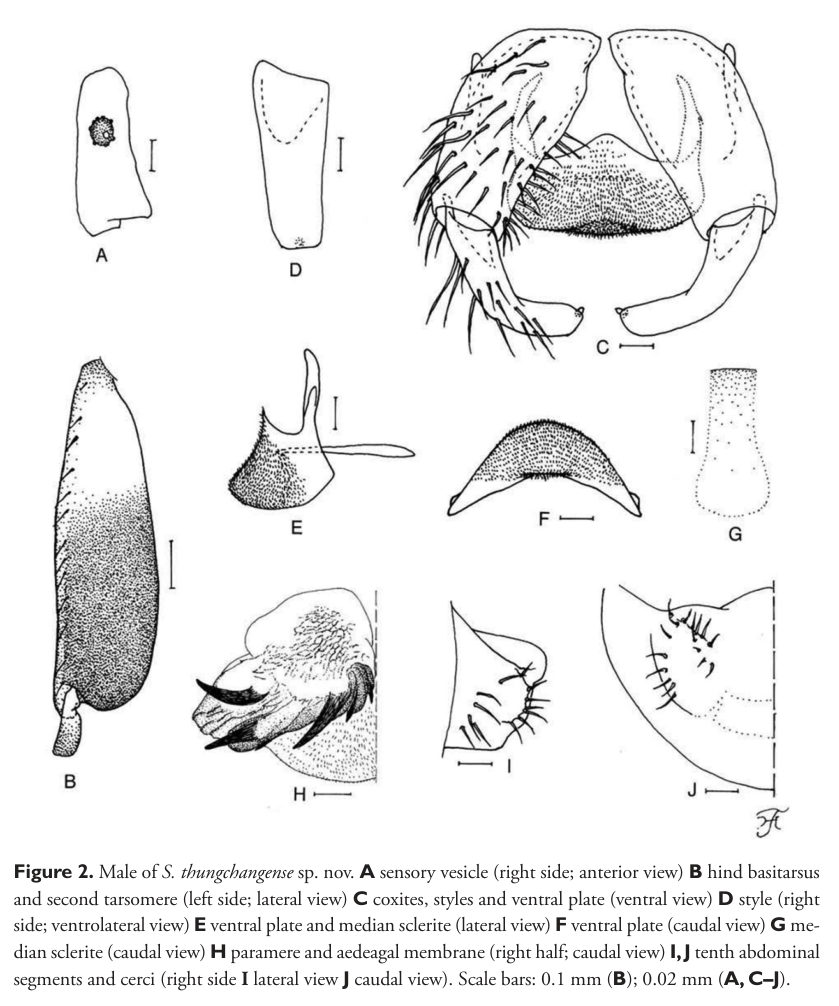 A
D
C
E
F
G
B
H
I
J
Figure 2. Male of S. thungchangense sp. nov. A sensory vesicle (right side; anterior view) B hind basitarsus
and second tarsomere (left side; lateral view) C coxites, styles and ventral plate (ventral view) D style (right
side; ventrolateral view) E ventral plate and median sclerite (lateral view) F ventral plate (caudal view) G me-
dian sclerite (caudal view) H paramere and aedeagal membrane (right half; caudal view) I, J tenth abdominal
segments and cerci (right side I lateral view J caudal view). Scale bars: 0.1 mm (B); 0.02 mm (A, C–J).